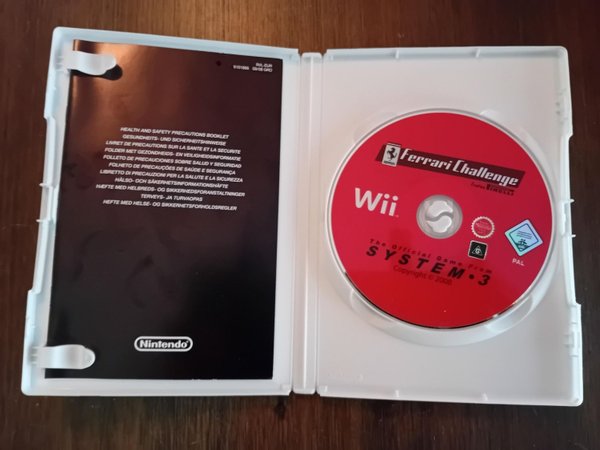 RVL-EUR
HEALTH AND SAFETY PRECAUTIONS BOOKLET
GESUNDHEITS- UND SICHERHEITSHINWEISE
LIVRET DE PRECAUTIONS SUR LA SANTE ET LA SECURITE
FOLDER MET GEZONDHEIDS- EN VEILIGHEIDSINFORMATIE
FOLLETO DE PRECAUCIONES SOBRE SALUD Y SEGURIDAD
FOLHETO DE PRECAUÇÕES DE SAÚDE E SEGURANÇA
LIBRETTO DI PRECAUZIONI PER LA SALUTE E LA SICUREZZA
HÄLSO- OCH SÄKERHETSINFORMATIONSHÄFTE
HÆFTE MED HELBREDS- OG SIKKERHEDSFORANSTALTNINGER
TERVEYS- JA TURVAOPAS
HEFTE MED HELSE- OG SIKKERHETSFORHOLDSREGLER
Nintendo
Ferrari Challenge
Wii
PAL
The Official Game From
SYSTEM•3
Copyright © 2008